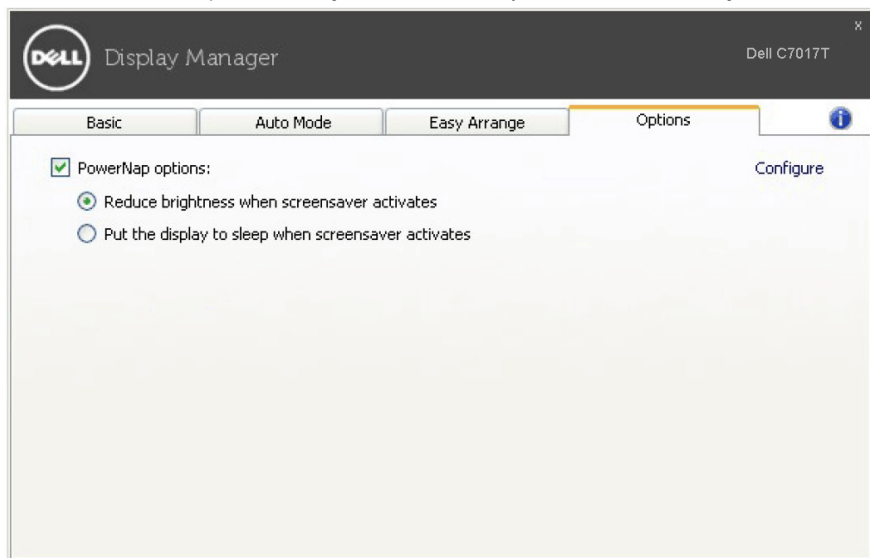 x
DELL Display Manager
Dell C7017T
Basic Auto Mode Easy Arrange Options i
PowerNap options: Configure
Reduce brightness when screensaver activates
Put the display to sleep when screensaver activates